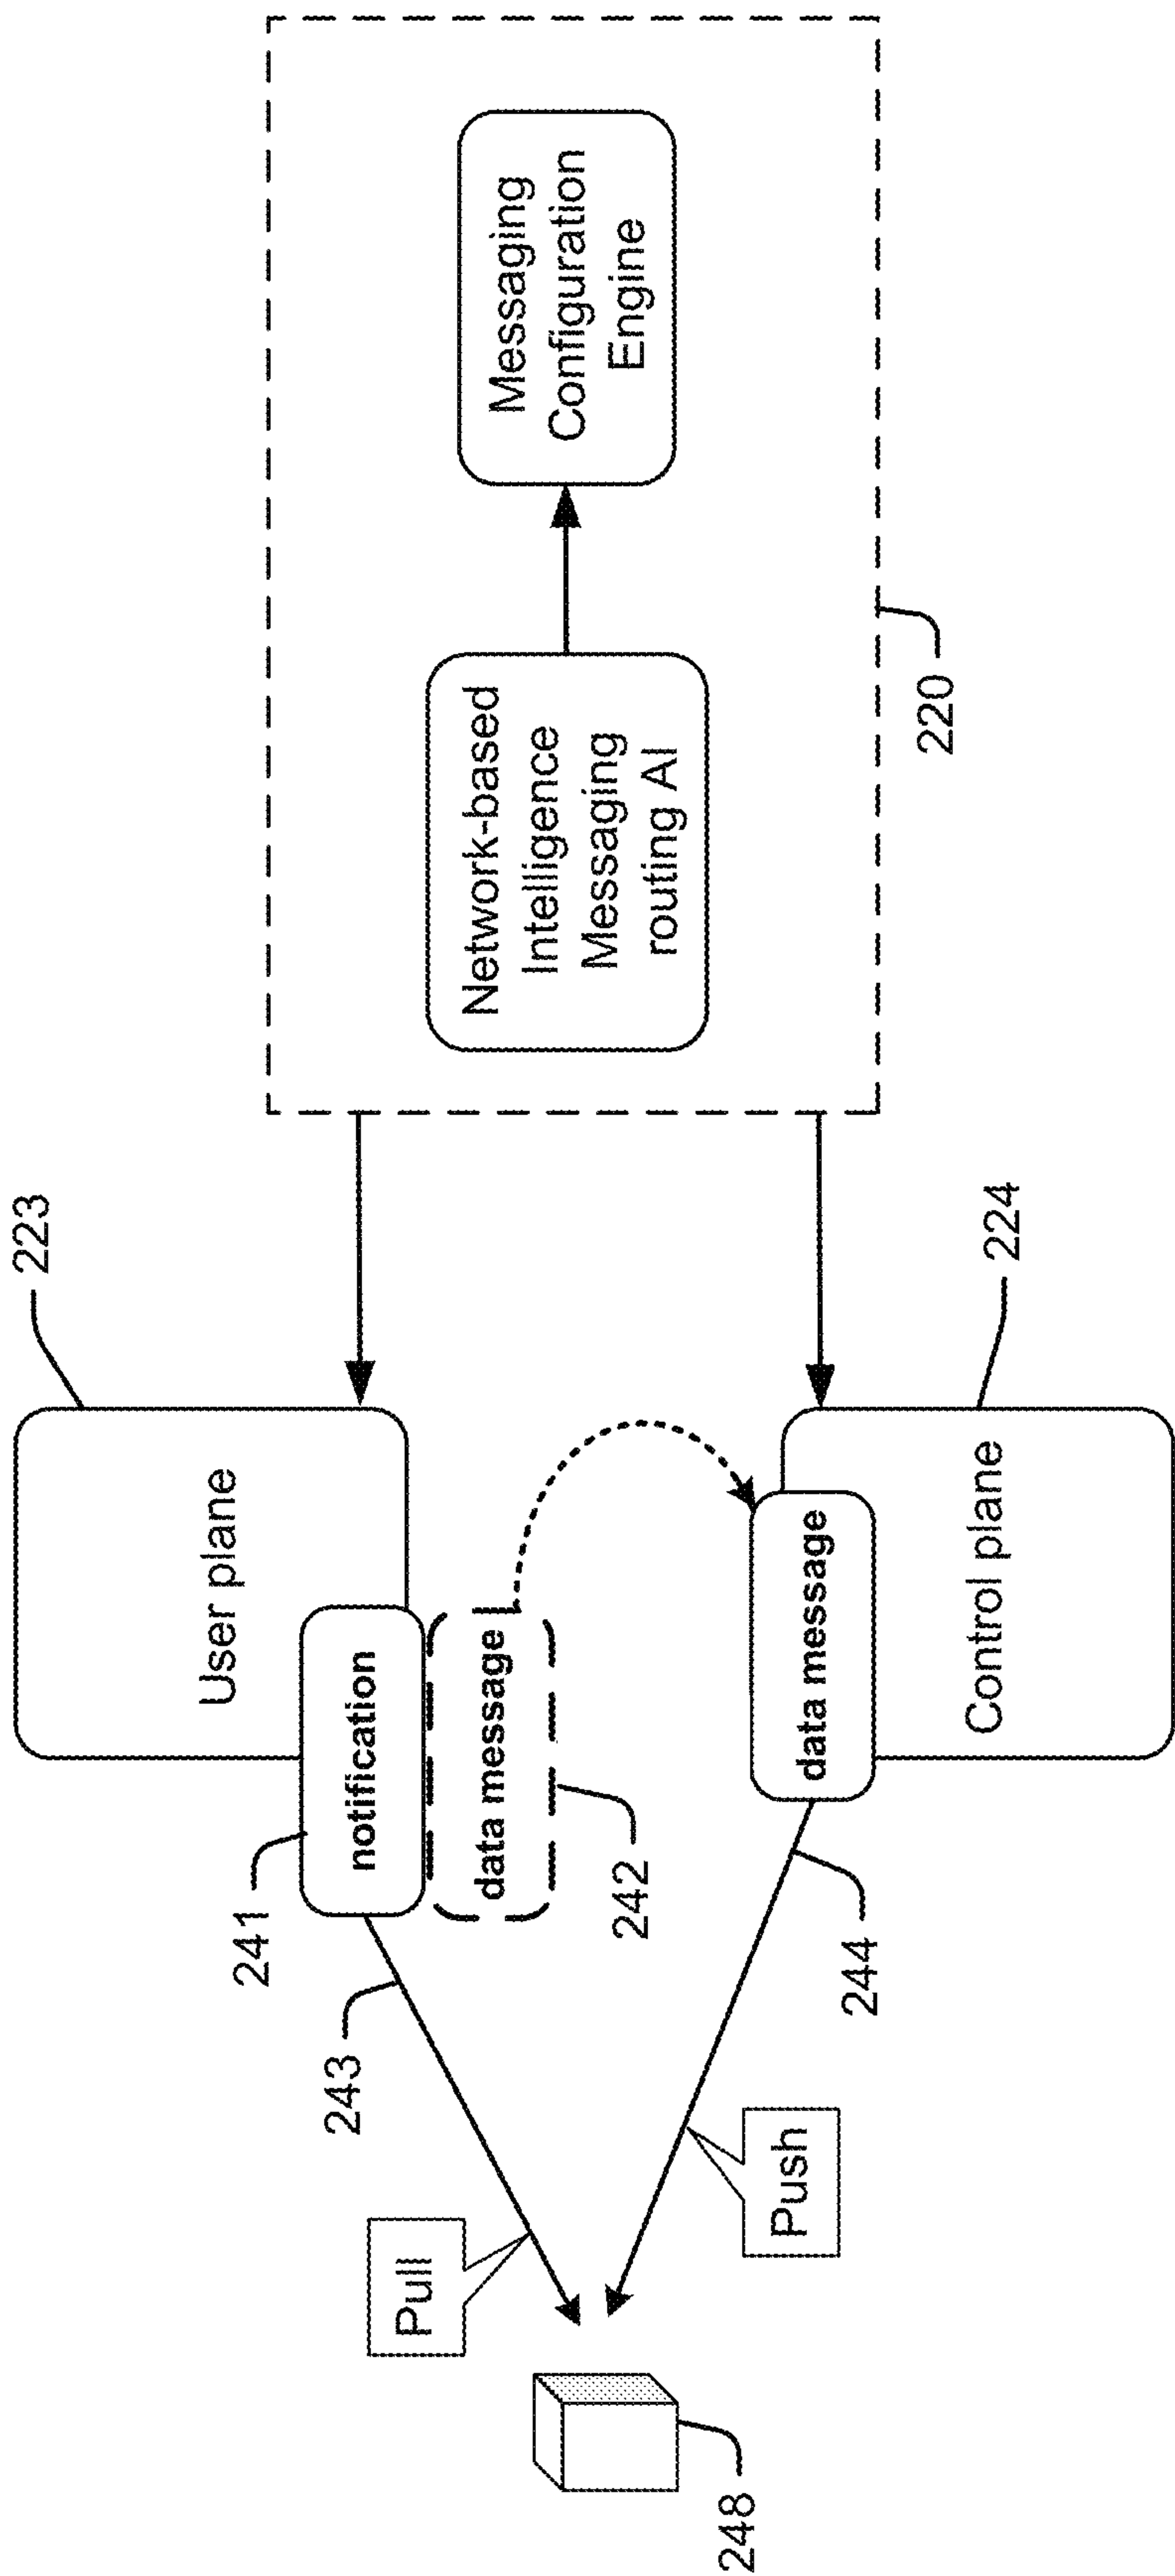 223
User plane
241
notification
243
data message
242
Pull
Push
248
244
data message
Control plane
224
Network-based
Intelligence
Messaging
routing AI
Messaging
Configuration
Engine
220